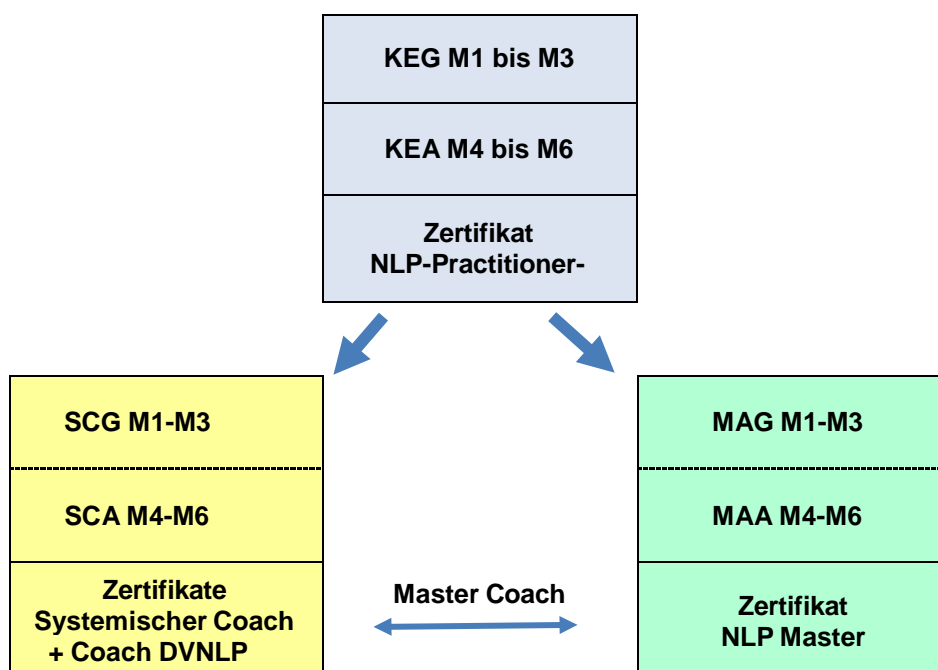 KEG M1 bis M3
KEA M4 bis M6
Zertifikat
NLP-Practitioner-
SCG M1-M3
SCA M4-M6
Zertifikate
Systemischer Coach
+ Coach DVNLP
Master Coach
MAG M1-M3
MAA M4-M6
Zertifikat
NLP Master